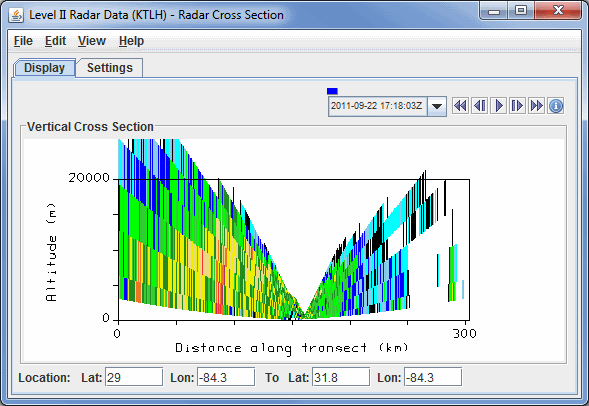 Level II Radar Data (KTLH) - Radar Cross Section
File Edit View Help
Display Settings
2011-09-22 17:18:03Z
Vertical Cross Section
20000
Altitude (m)
0
0 300
Distance along transect (km)
Location: Lat: 29 Lon: -84.3 To Lat: 31.8 Lon: -84.3